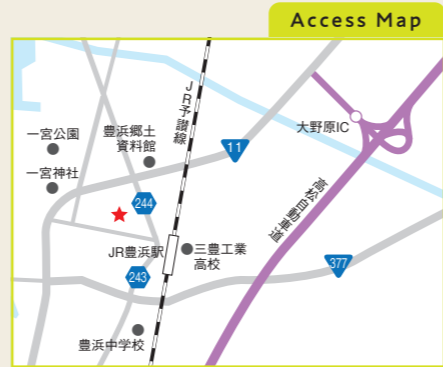 Access Map
一宮公園
豊浜郷土
資料館
JR予讃線
11
大野原IC
一宮神社
244
高松自動車道
JR豊浜駅
三豊工業
高校
243
377
豊浜中学校